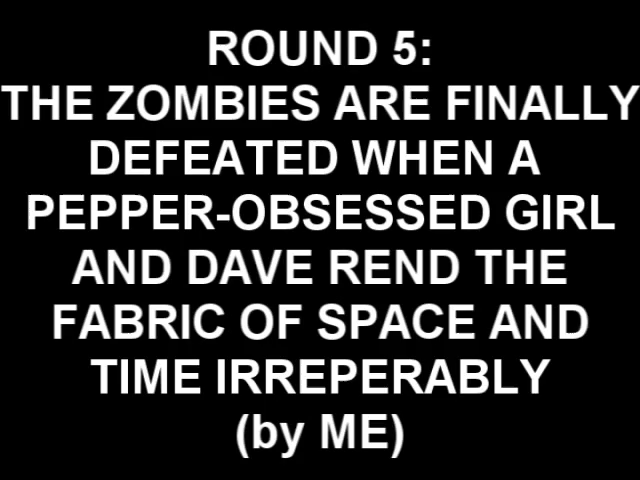 ROUND 5:
THE ZOMBIES ARE FINALLY
DEFEATED WHEN A
PEPPER-OBSESSED GIRL
AND DAVE REND THE
FABRIC OF SPACE AND
TIME IRREPERABLY
(by ME)